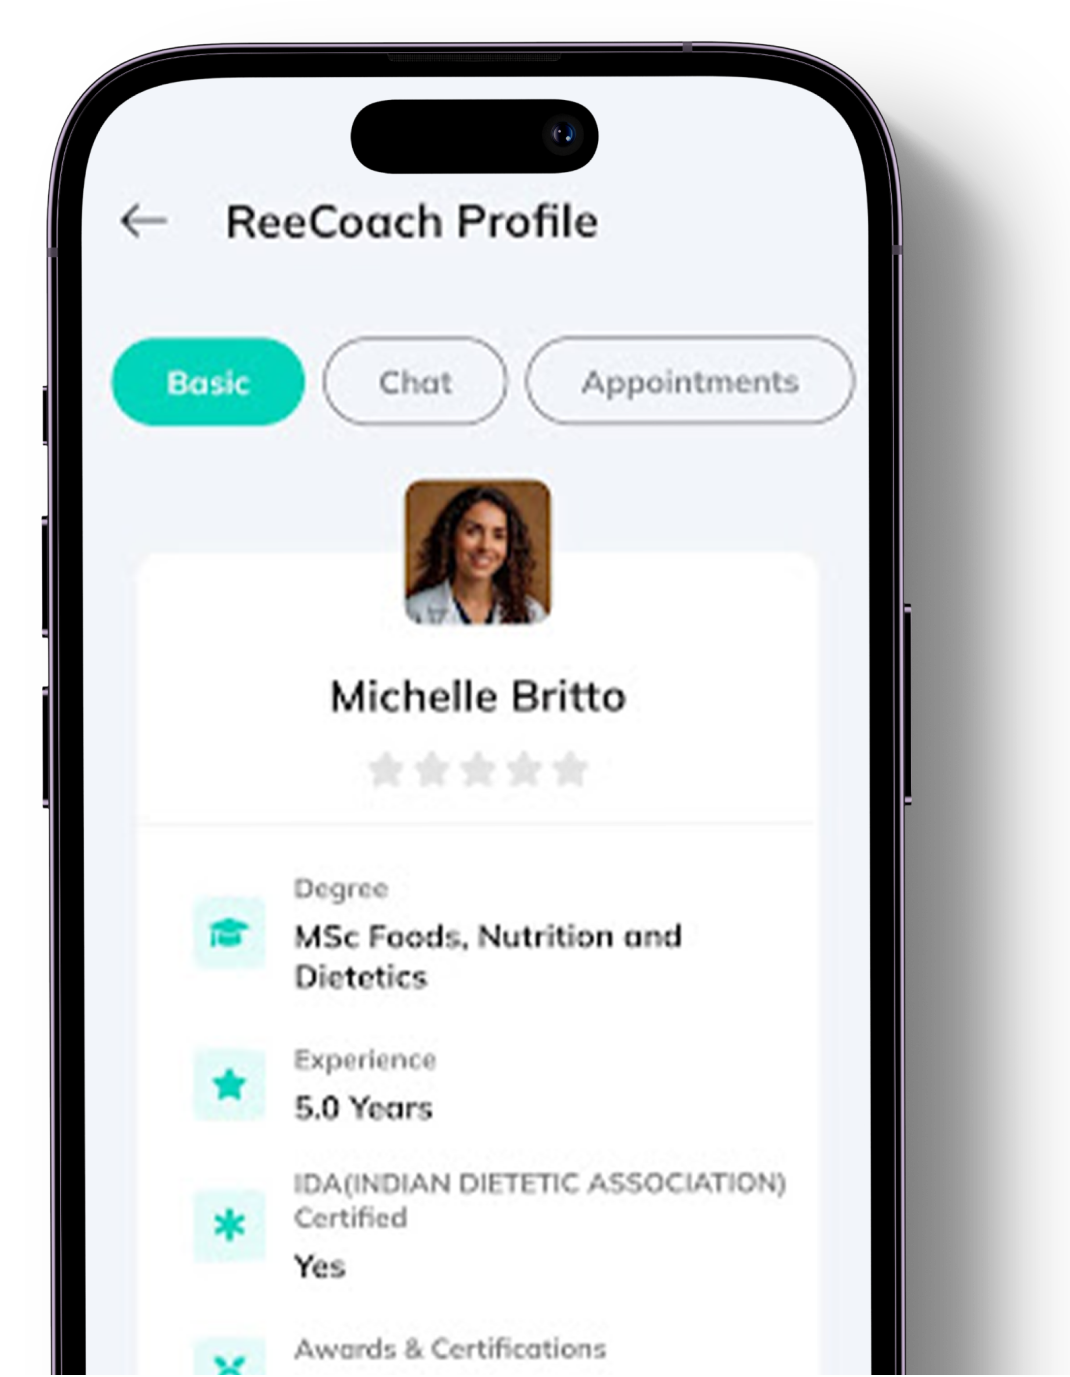 ReeCoach Profile
Basic
Chat
Appointments
Michelle Britto
Degree
MSc Foods, Nutrition and
Dietetics
Experience
5.0 Years
IDA(INDIAN DIETETIC ASSOCIATION)
Certified
Yes
Awards & Certifications